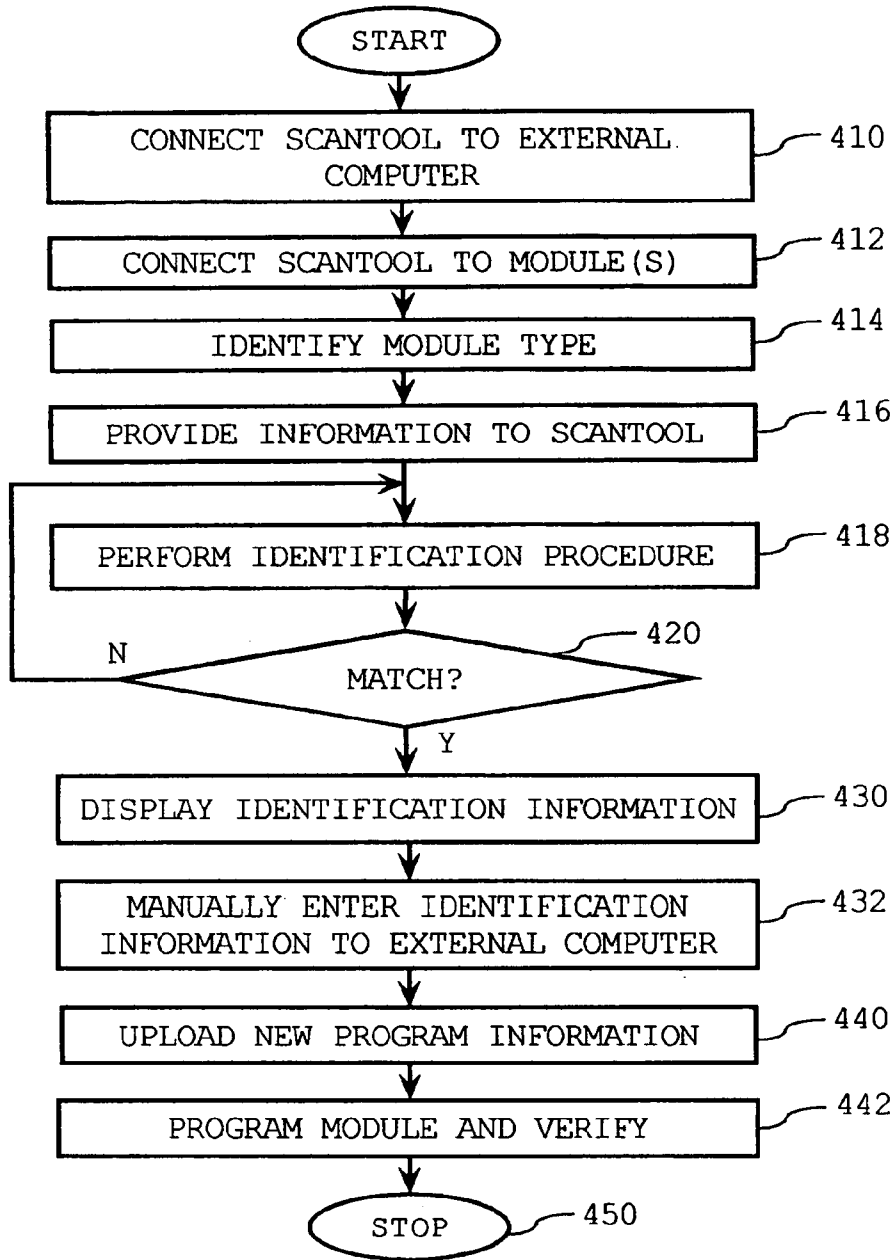 START
CONNECT SCANTOOL TO EXTERNAL
COMPUTER
410
CONNECT SCANTOOL TO MODULE(S)
412
IDENTIFY MODULE TYPE
414
PROVIDE INFORMATION TO SCANTOOL
416
PERFORM IDENTIFICATION PROCEDURE
418
420
N
MATCH?
Y
DISPLAY IDENTIFICATION INFORMATION
430
MANUALLY ENTER IDENTIFICATION
INFORMATION TO EXTERNAL COMPUTER
432
UPLOAD NEW PROGRAM INFORMATION
440
PROGRAM MODULE AND VERIFY
442
STOP
450